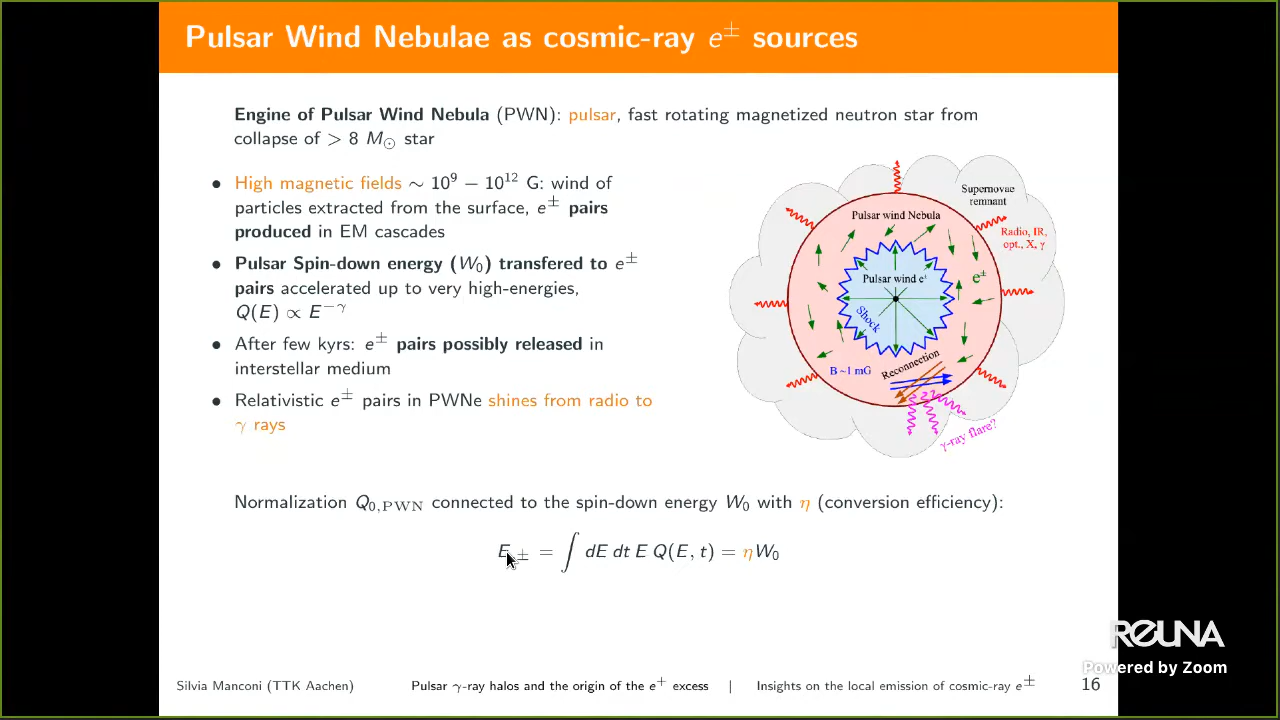 Pulsar Wind Nebulae as cosmic-ray e± sources
Engine of Pulsar Wind Nebula (PWN): pulsar, fast rotating magnetized neutron star from
collapse of > 8 M⊙ star
• High magnetic fields ∼ 10⁹ − 10¹² G: wind of
particles extracted from the surface, e± pairs
produced in EM cascades
• Pulsar Spin-down energy (W₀) transfered to e±
pairs accelerated up to very high-energies,
Q(E) ∝ E^−γ
• After few kyrs: e± pairs possibly released in
interstellar medium
• Relativistic e± pairs in PWNe shines from radio to
γ rays
Supernovae
remnant
Pulsar wind Nebula
Radio, IR,
opt., X, γ
Pulsar wind e±
e±
Shock
Reconnection
B ~1 mG
γ-ray flare?
Normalization Q₀,PWN connected to the spin-down energy W₀ with η (conversion efficiency):
E± = ∫ dE dt E Q(E, t) = ηW₀
REUNA
Powered by Zoom
Silvia Manconi (TTK Aachen) Pulsar γ-ray halos and the origin of the e⁺ excess | Insights on the local emission of cosmic-ray e± 16